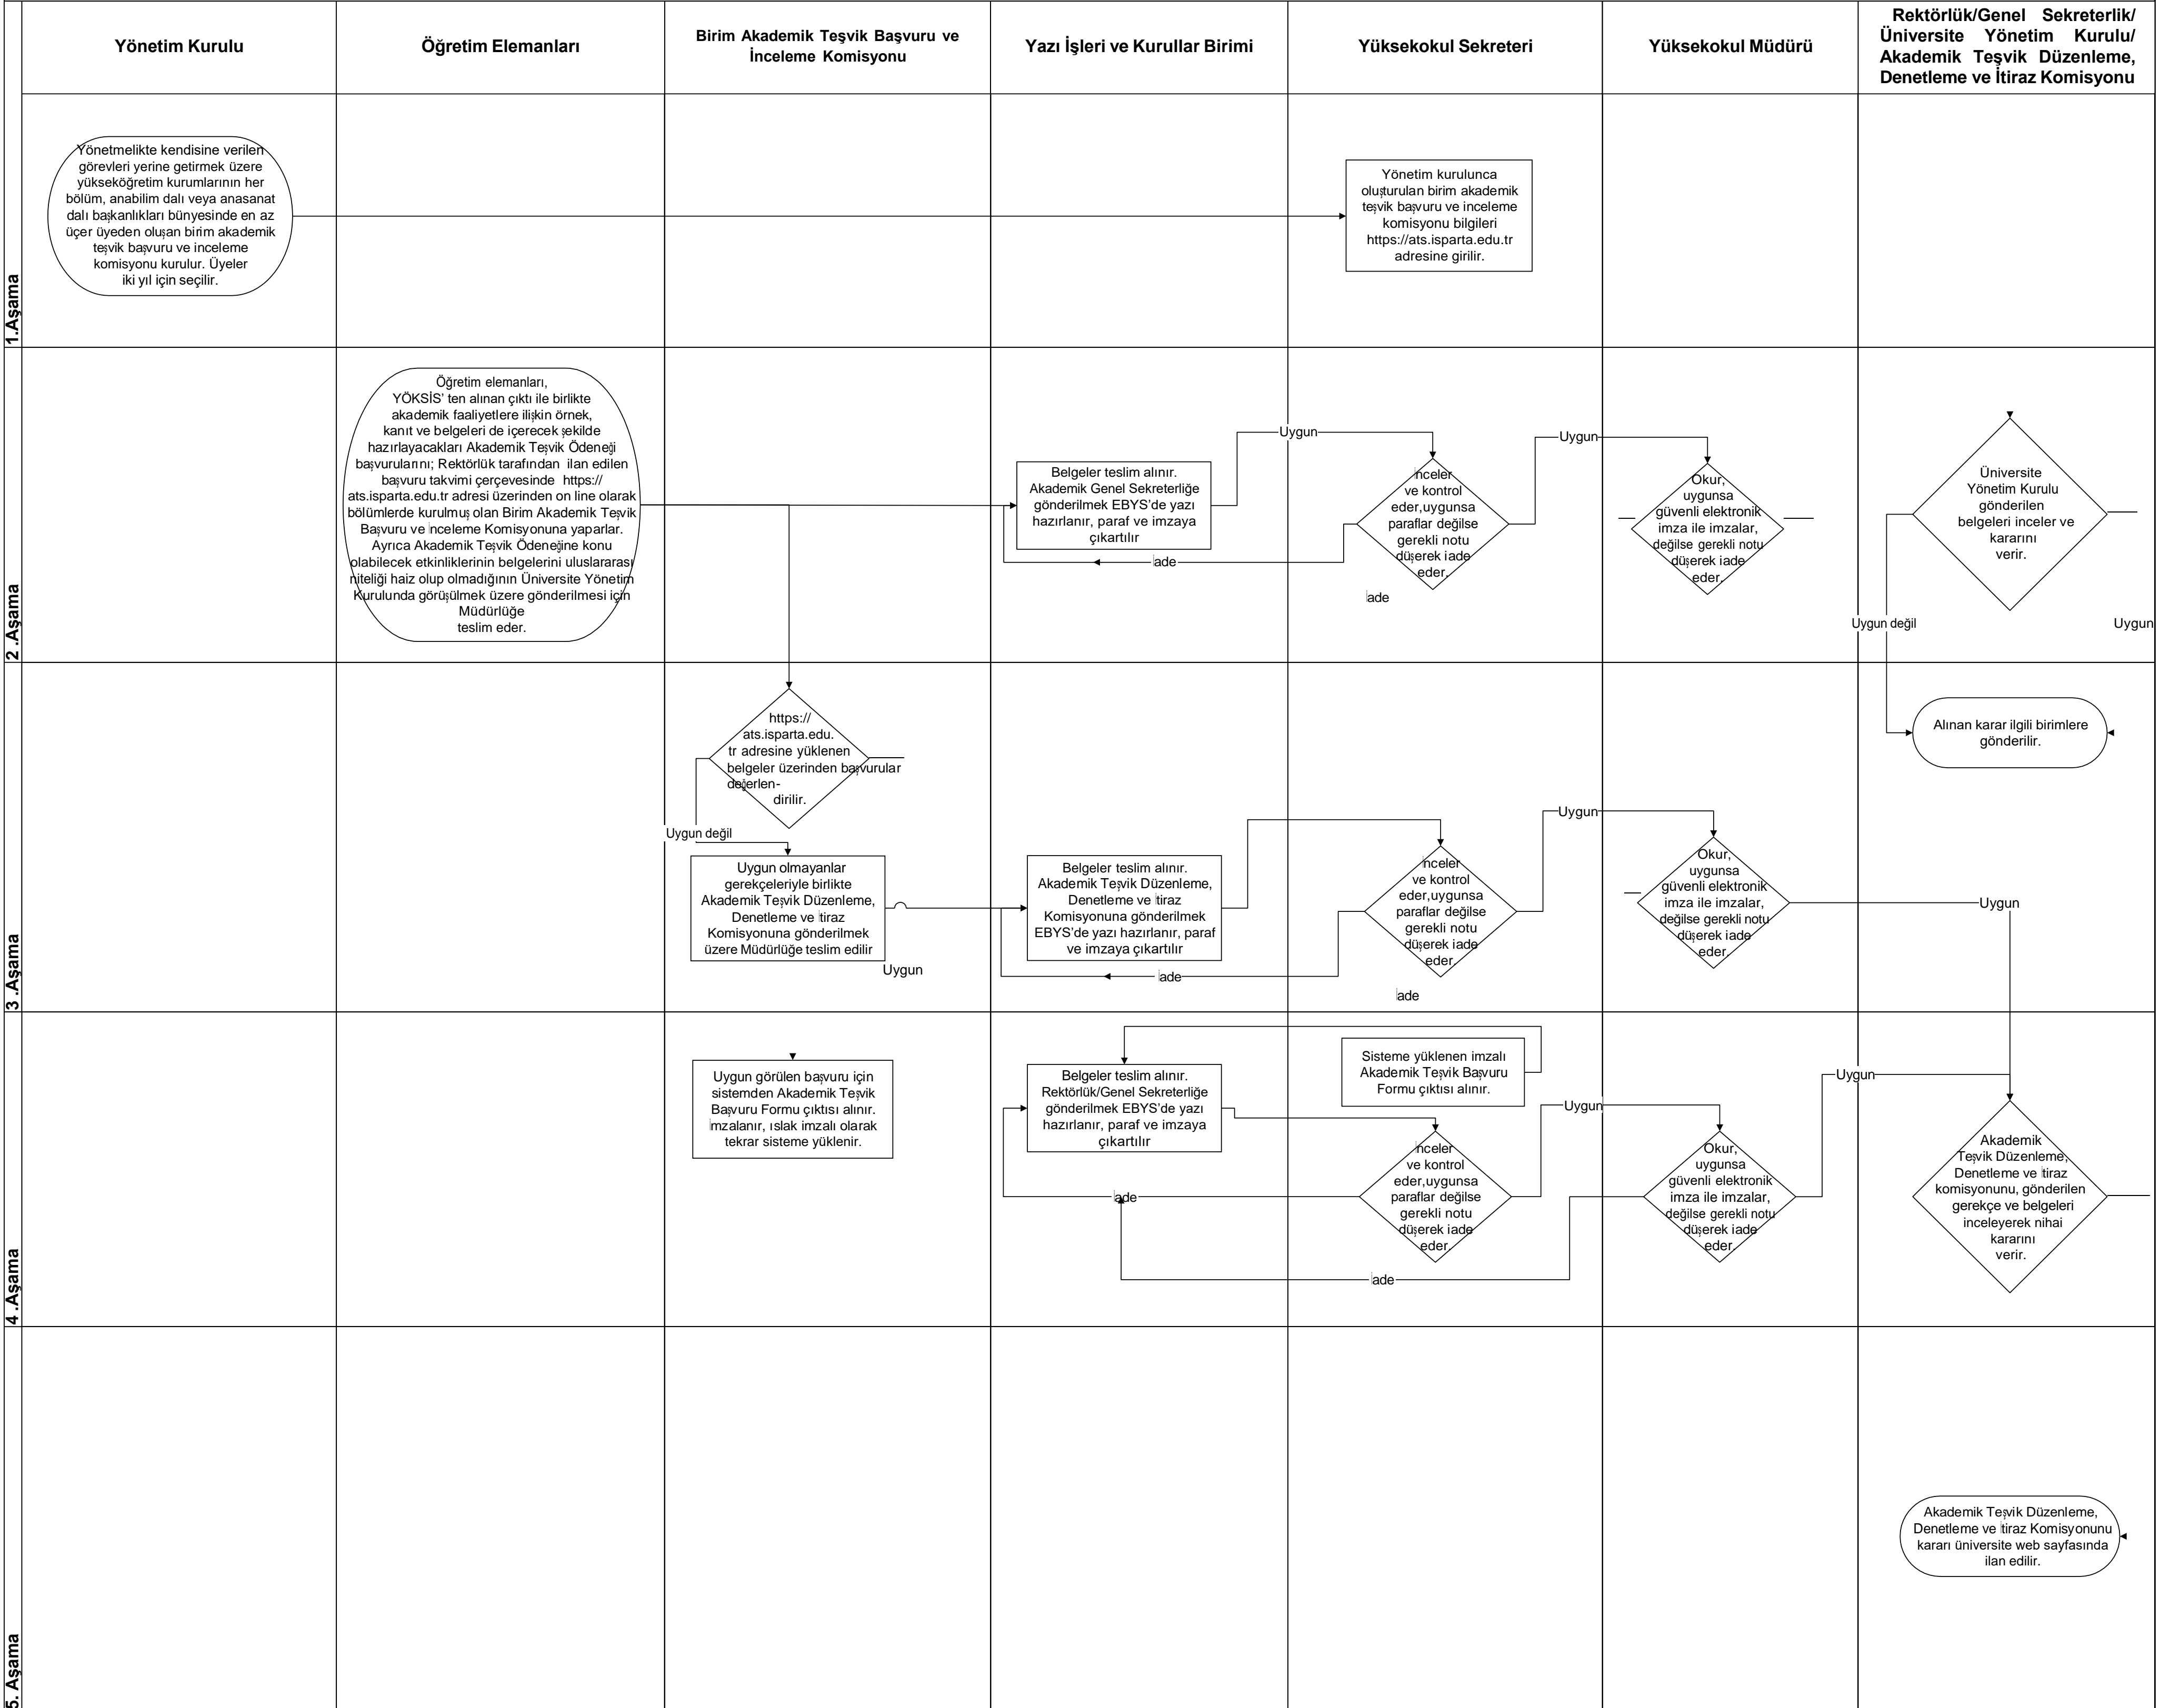 Yönetim Kurulu
Öğretim Elemanları
Birim Akademik Teşvik Başvuru ve
İnceleme Komisyonu
Yazı İşleri ve Kurullar Birimi
Yüksekokul Sekreteri
Yüksekokul Müdürü
Rektörlük/Genel Sekreterlik/
Üniversite Yönetim Kurulu/
Akademik Teşvik Düzenleme,
Denetleme ve İtiraz Komisyonu
1.Aşama
Yönetmelikte kendisine verilen
görevleri yerine getirmek üzere
yükseköğretim kurumlarının her
bölüm, anabilim dalı veya anasanat
dalı başkanlıkları bünyesinde en az
üçer üyeden oluşan birim akademik
teşvik başvuru ve inceleme
komisyonu kurulur. Üyeler
iki yıl için seçilir.
Yönetim kurulunca
oluşturulan birim akademik
teşvik başvuru ve inceleme
komisyonu bilgileri
https://ats.isparta.edu.tr
adresine girilir.
2 .Aşama
Öğretim elemanları,
YÖKSİS' ten alınan çıktı ile birlikte
akademik faaliyetlere ilişkin örnek,
kanıt ve belgeleri de içerecek şekilde
hazırlayacakları Akademik Teşvik Ödeneği
başvurularını; Rektörlük tarafından ilan edilen
başvuru takvimi çerçevesinde https://
ats.isparta.edu.tr adresi üzerinden on line olarak
bölümlerde kurulmuş olan Birim Akademik Teşvik
Başvuru ve İnceleme Komisyonuna yaparlar.
Ayrıca Akademik Teşvik Ödeneğine konu
olabilecek etkinliklerinin belgelerini uluslararası
niteliği haiz olup olmadığının Üniversite Yönetim
Kurulunda görüşülmek üzere gönderilmesi için
Müdürlüğe
teslim eder.
Belgeler teslim alınır.
Akademik Genel Sekreterliğe
gönderilmek EBYS'de yazı
hazırlanır, paraf ve imzaya
çıkartılır
Uygun
İade
İnceler
ve kontrol
eder,uygunsa
paraflar değilse
gerekli notu
düşerek iade
eder.
İade
Uygun
Okur,
uygunsa
güvenli elektronik
imza ile imzalar,
değilse gerekli notu
düşerek iade
eder.
Üniversite
Yönetim Kurulu
gönderilen
belgeleri inceler ve
kararını
verir.
Uygun değil
Uygun
3 .Aşama
https://
ats.isparta.edu.
tr adresine yüklenen
belgeler üzerinden başvurular
değerlen-
dirilir.
Uygun değil
Uygun olmayanlar
gerekçeleriyle birlikte
Akademik Teşvik Düzenleme,
Denetleme ve İtiraz
Komisyonuna gönderilmek
üzere Müdürlüğe teslim edilir
Uygun
Belgeler teslim alınır.
Akademik Teşvik Düzenleme,
Denetleme ve İtiraz
Komisyonuna gönderilmek
EBYS'de yazı hazırlanır, paraf
ve imzaya çıkartılır
İade
İnceler
ve kontrol
eder,uygunsa
paraflar değilse
gerekli notu
düşerek iade
eder.
İade
Uygun
Okur,
uygunsa
güvenli elektronik
imza ile imzalar,
değilse gerekli notu
düşerek iade
eder.
Uygun
Alınan karar ilgili birimlere
gönderilir.
4 .Aşama
Uygun görülen başvuru için
sistemden Akademik Teşvik
Başvuru Formu çıktısı alınır.
İmzalanır, ıslak imzalı olarak
tekrar sisteme yüklenir.
Belgeler teslim alınır.
Rektörlük/Genel Sekreterliğe
gönderilmek EBYS'de yazı
hazırlanır, paraf ve imzaya
çıkartılır
İade
Sisteme yüklenen imzalı
Akademik Teşvik Başvuru
Formu çıktısı alınır.
İnceler
ve kontrol
eder,uygunsa
paraflar değilse
gerekli notu
düşerek iade
eder.
İade
Uygun
Okur,
uygunsa
güvenli elektronik
imza ile imzalar,
değilse gerekli notu
düşerek iade
eder.
Uygun
Akademik
Teşvik Düzenleme,
Denetleme ve İtiraz
komisyonunu, gönderilen
gerekçe ve belgeleri
inceleyerek nihai
kararını
verir.
5. Aşama
Akademik Teşvik Düzenleme,
Denetleme ve İtiraz Komisyonunu
kararı üniversite web sayfasında
ilan edilir.